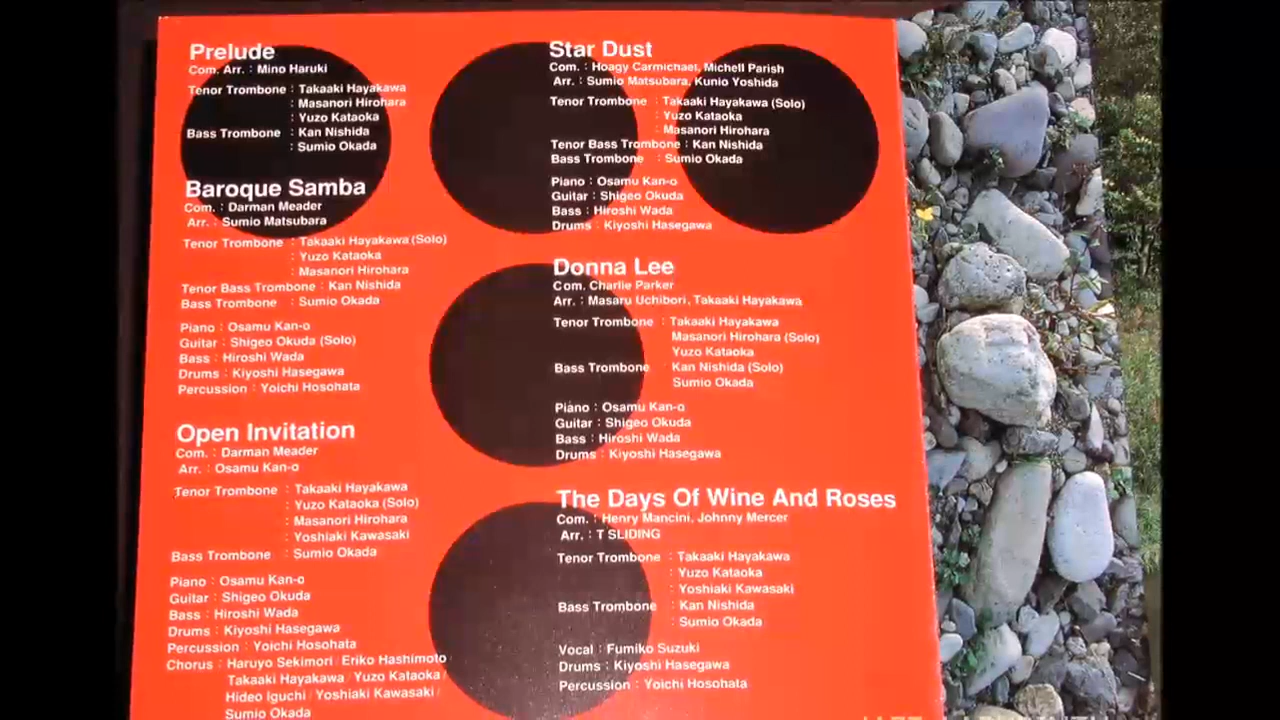 Prelude
Com. Arr. : Mino Haruki
Tenor Trombone : Takaaki Hayakawa
: Masanori Hirohara
: Yuzo Kataoka
Bass Trombone : Kan Nishida
: Sumio Okada
Baroque Samba
Com. : Darman Meader
Arr. : Sumio Matsubara
Tenor Trombone : Takaaki Hayakawa (Solo)
: Yuzo Kataoka
: Masanori Hirohara
Tenor Bass Trombone : Kan Nishida
Bass Trombone : Sumio Okada
Piano : Osamu Kan-o
Guitar : Shigeo Okuda (Solo)
Bass : Hiroshi Wada
Drums : Kiyoshi Hasegawa
Percussion : Yoichi Hosohata
Open Invitation
Com. : Darman Meader
Arr. : Osamu Kan-o
Tenor Trombone : Takaaki Hayakawa
: Yuzo Kataoka (Solo)
: Masanori Hirohara
: Yoshiaki Kawasaki
Bass Trombone : Sumio Okada
Piano : Osamu Kan-o
Guitar : Shigeo Okuda
Bass : Hiroshi Wada
Drums : Kiyoshi Hasegawa
Percussion : Yoichi Hosohata
Chorus : Haruyo Sekimori / Eriko Hashimoto /
Takaaki Hayakawa / Yuzo Kataoka /
Hideo Iguchi / Yoshiaki Kawasaki /
Sumio Okada
Star Dust
Com. : Hoagy Carmichael, Michell Parish
Arr. : Sumio Matsubara, Kunio Yoshida
Tenor Trombone : Takaaki Hayakawa (Solo)
: Yuzo Kataoka
: Masanori Hirohara
Tenor Bass Trombone : Kan Nishida
Bass Trombone : Sumio Okada
Piano : Osamu Kan-o
Guitar : Shigeo Okuda
Bass : Hiroshi Wada
Drums : Kiyoshi Hasegawa
Donna Lee
Com. Charlie Parker
Arr. : Masaru Uchibori, Takaaki Hayakawa
Tenor Trombone : Takaaki Hayakawa
Masanori Hirohara (Solo)
Yuzo Kataoka
Bass Trombone Kan Nishida (Solo)
Sumio Okada
Piano : Osamu Kan-o
Guitar : Shigeo Okuda
Bass : Hiroshi Wada
Drums : Kiyoshi Hasegawa
The Days Of Wine And Roses
Com. : Henry Mancini, Johnny Mercer
Arr. : T SLIDING
Tenor Trombone : Takaaki Hayakawa
: Yuzo Kataoka
: Yoshiaki Kawasaki
Bass Trombone : Kan Nishida
: Sumio Okada
Vocal : Fumiko Suzuki
Drums : Kiyoshi Hasegawa
Percussion : Yoichi Hosohata